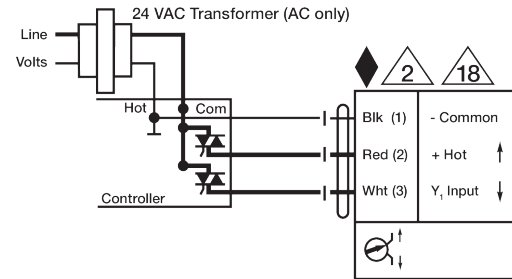 24 VAC Transformer (AC only)
Line
Volts
2
18
Hot
Com
Blk (1)
- Common
Red (2)
+ Hot
Wht (3)
Y1 Input
Controller